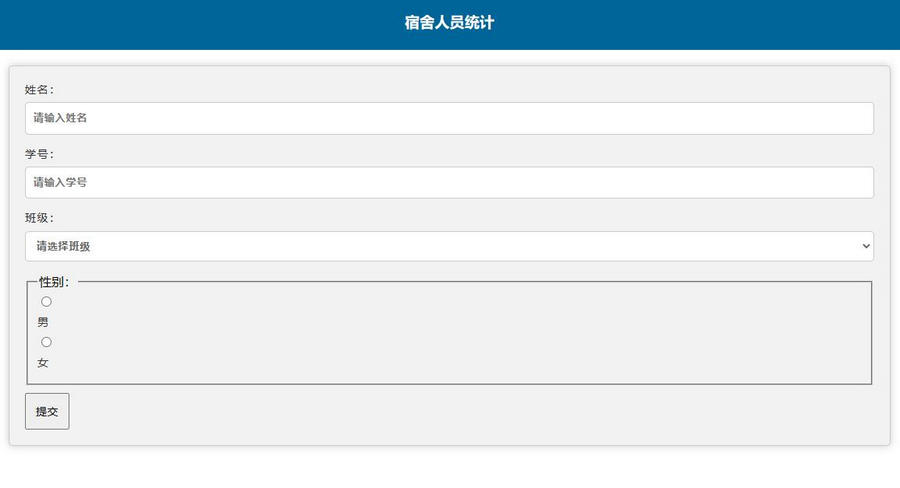 宿舍人员统计
姓名：
请输入姓名
学号：
请输入学号
班级：
请选择班级
性别：
男
女
提交